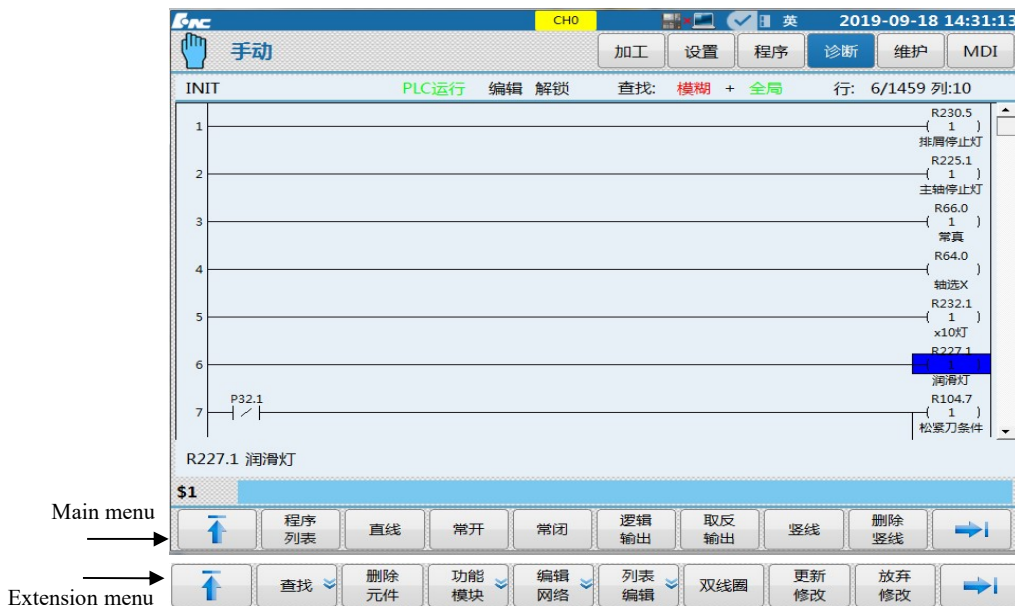 CH0 英 2019-09-18 14:31:13
手动 加工 设置 程序 诊断 维护 MDI
INIT PLC运行 编辑 解锁 查找: 模糊 + 全局 行: 6/1459 列:10
R230.5
1 ( 1 )
排屑停止灯
R225.1
2 ( 1 )
主轴停止灯
R66.0
3 ( 1 )
常真
R64.0
4 ( )
轴选X
R232.1
5 ( 1 )
x10灯
R227.1
6 ( 1 )
润滑灯
P32.1 R104.7
7 ( 1 )
松紧刀条件
R227.1 润滑灯
$1
Main menu
程序
列表
直线
常开
常闭
逻辑
输出
取反
输出
竖线
删除
竖线
Extension menu
查找
删除
元件
功能
模块
编辑
网络
列表
编辑
双线圈
更新
修改
放弃
修改